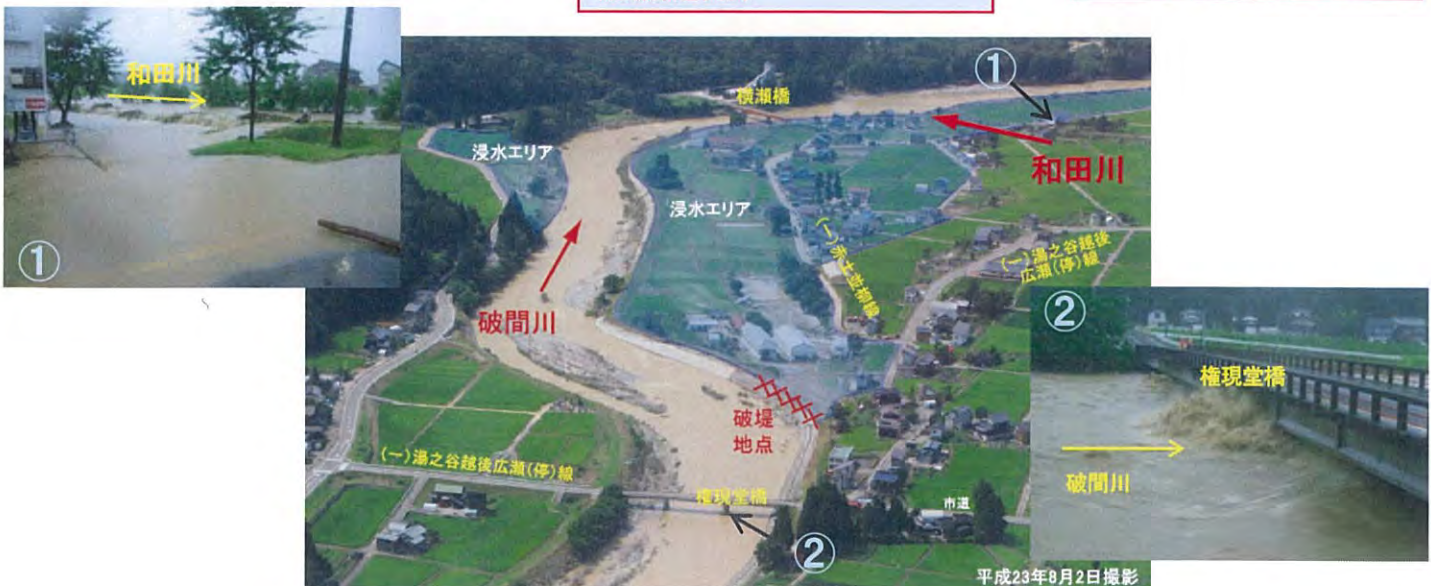 和田川
①
横瀬橋
①
浸水エリア
和田川
浸水エリア
(一)湯之谷越後
広瀬(停)線
破間川
②
権現堂橋
破堤
地点
(一)湯之谷越後広瀬(停)線
破間川
権現堂橋
市道
②
平成23年8月2日撮影